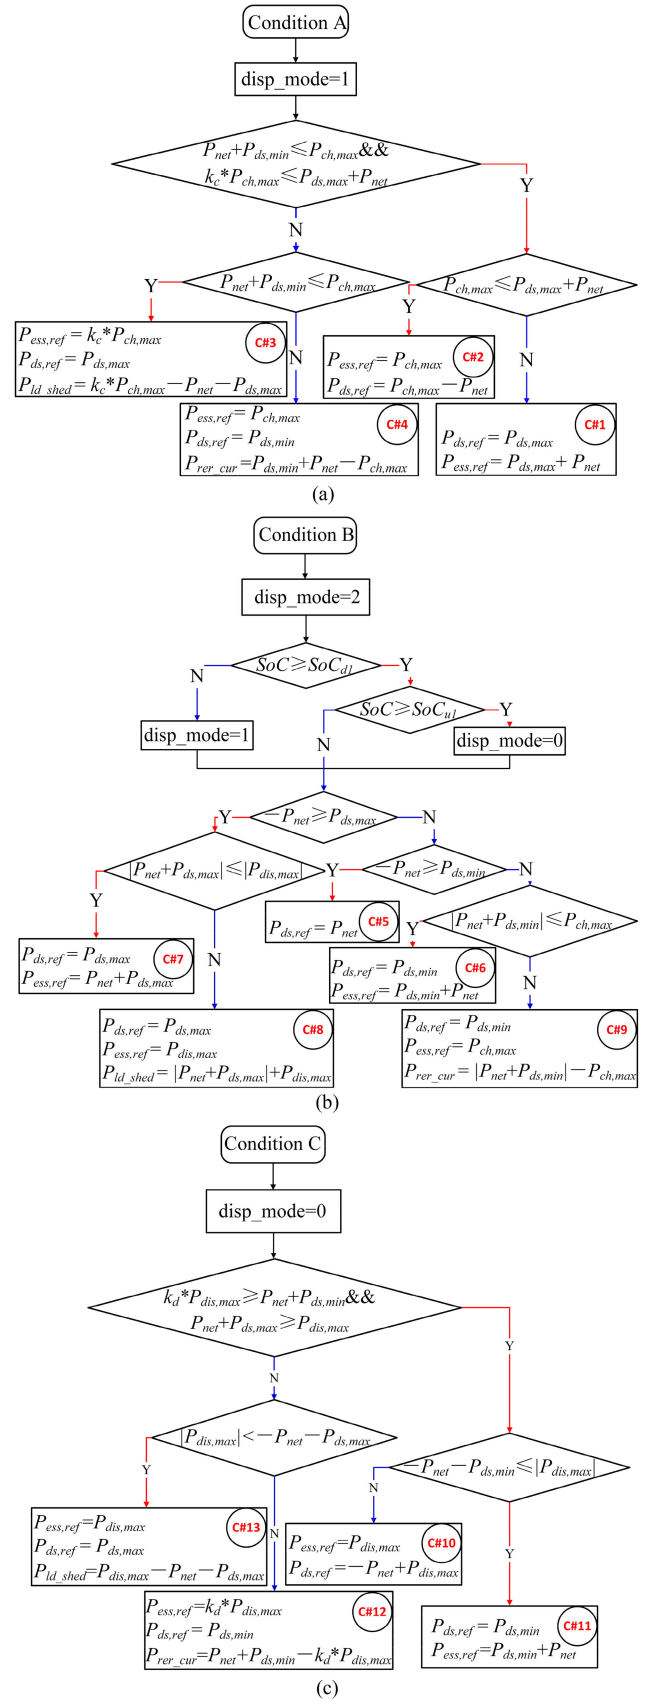 Condition A
disp_mode=1
P_net+P_ds,min⩽P_ch,max&&
k_c*P_ch,max⩽P_ds,max+P_net
Y
N
Y
P_net+P_ds,min⩽P_ch,max
P_ch,max⩽P_ds,max+P_net
Y
P_ess,ref = k_c*P_ch,max
P_ds,ref = P_ds,max
P_ld_shed = k_c*P_ch,max−P_net−P_ds,max
C#3
N
P_ess,ref = P_ch,max
P_ds,ref = P_ch,max−P_net
C#2
N
P_ess,ref = P_ch,max
P_ds,ref = P_ds,min
P_rer_cur =P_ds,min+P_net−P_ch,max
C#4
P_ds,ref = P_ds,max
P_ess,ref = P_ds,max+ P_net
C#1
(a)
Condition B
disp_mode=2
SoC⩾SoC_d1
N
Y
SoC⩾SoC_u1
disp_mode=1
N
Y
disp_mode=0
−P_net⩾P_ds,max
Y
N
|P_net+P_ds,max|⩽|P_dis,max|
Y
−P_net⩾P_ds,min
N
Y
P_ds,ref = P_net
C#5
|P_net+P_ds,min|⩽P_ch,max
Y
P_ds,ref = P_ds,max
P_ess,ref = P_net+P_ds,max
C#7
N
P_ds,ref = P_ds,min
P_ess,ref = P_ds,min+P_net
C#6
N
P_ds,ref = P_ds,max
P_ess,ref = P_dis,max
P_ld_shed = |P_net+P_ds,max|+P_dis,max
C#8
P_ds,ref = P_ds,min
P_ess,ref = P_ch,max
P_rer_cur = |P_net+P_ds,min|−P_ch,max
C#9
(b)
Condition C
disp_mode=0
k_d*P_dis,max⩾P_net+P_ds,min&&
P_net+P_ds,max⩾P_dis,max
Y
N
|P_dis,max|<−P_net−P_ds,max
Y
−P_net−P_ds,min⩽|P_dis,max|
N
P_ess,ref=P_dis,max
P_ds,ref = P_ds,max
P_ld_shed=P_dis,max−P_net−P_ds,max
C#13
N
P_ess,ref=P_dis,max
P_ds,ref = −P_net+P_dis,max
C#10
Y
P_ess,ref=k_d*P_dis,max
P_ds,ref = P_ds,min
P_rer_cur=P_net+P_ds,min−k_d*P_dis,max
C#12
P_ds,ref = P_ds,min
P_ess,ref=P_ds,min+P_net
C#11
(c)